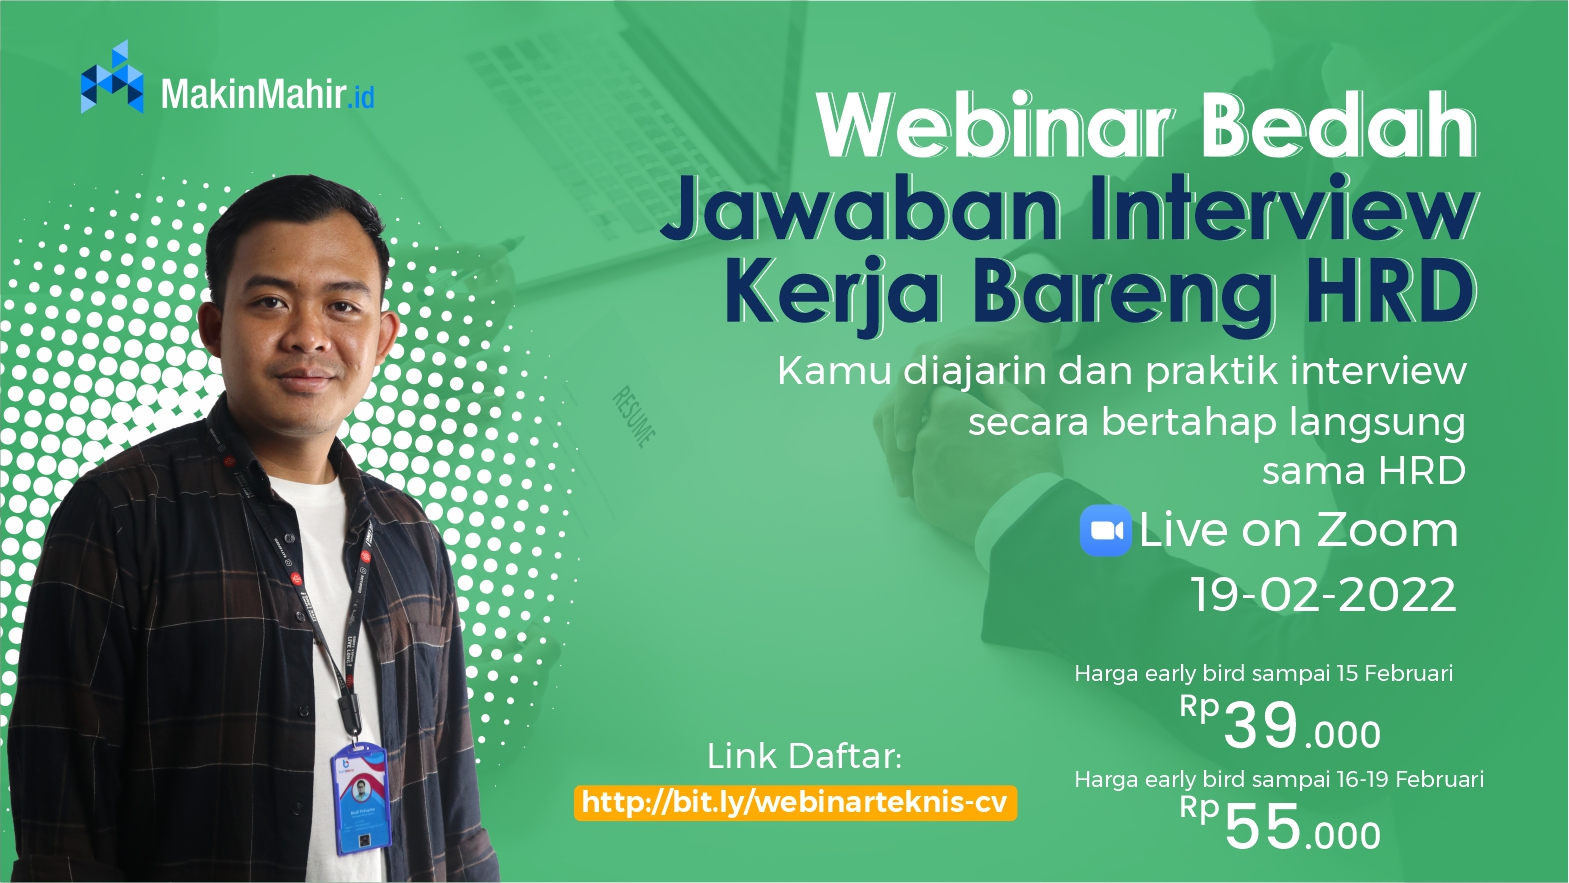 MakinMahir.id
Webinar Bedah
Jawaban Interview
Kerja Bareng HRD
Kamu diajarin dan praktik interview
secara bertahap langsung
sama HRD
Live on Zoom
19-02-2022
RESUME
Harga early bird sampai 15 Februari
Rp39.000
Harga early bird sampai 16-19 Februari
Rp55.000
Link Daftar:
http://bit.ly/webinarteknis-cv